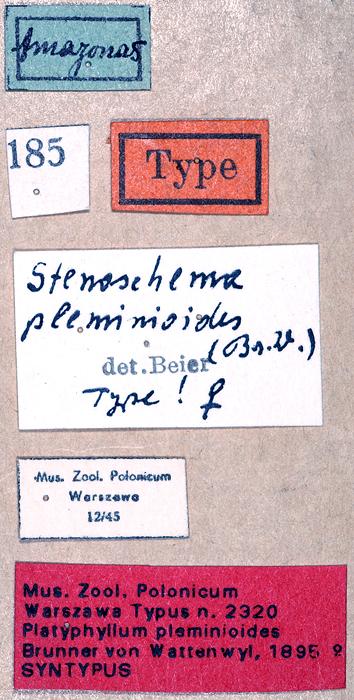 Amazonas
185
Type
Stenoschema
pleminioides
(Br.W.)
det. Beier
Type! ♀
Mus. Zool. Polonicum
Warszawa
12/45
Mus. Zool. Polonicum
Warszawa Typus n. 2320
Platyphyllum pleminioides
Brunner von Wattenwyl, 1895 ♀
SYNTYPUS